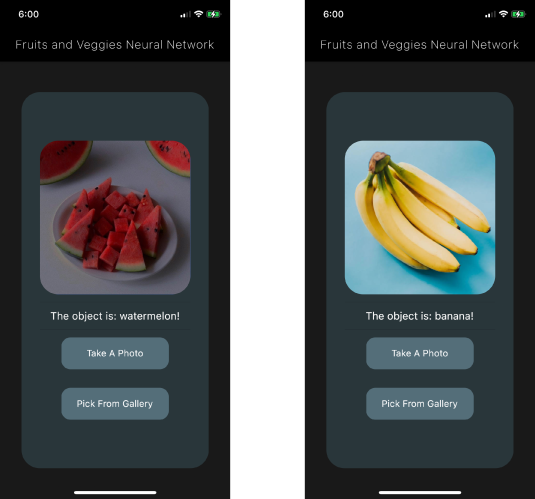 6:00
Fruits and Veggies Neural Network
The object is: watermelon!
Take A Photo
Pick From Gallery
6:00
Fruits and Veggies Neural Network
The object is: banana!
Take A Photo
Pick From Gallery